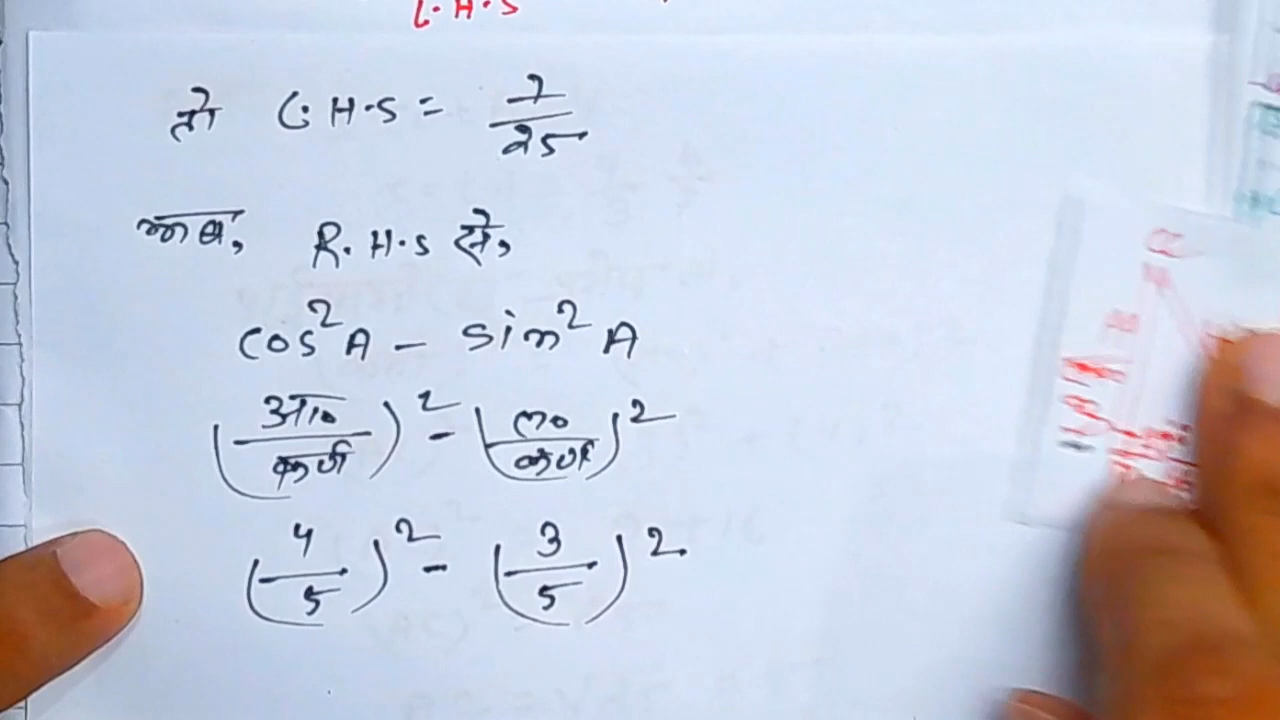 L.H.S
तो L.H.S = 7/25
अब, R.H.S से,
cos²A - sin²A
(आ०/कर्ण)² - (ल०/कर्ण)²
(4/5)² - (3/5)²